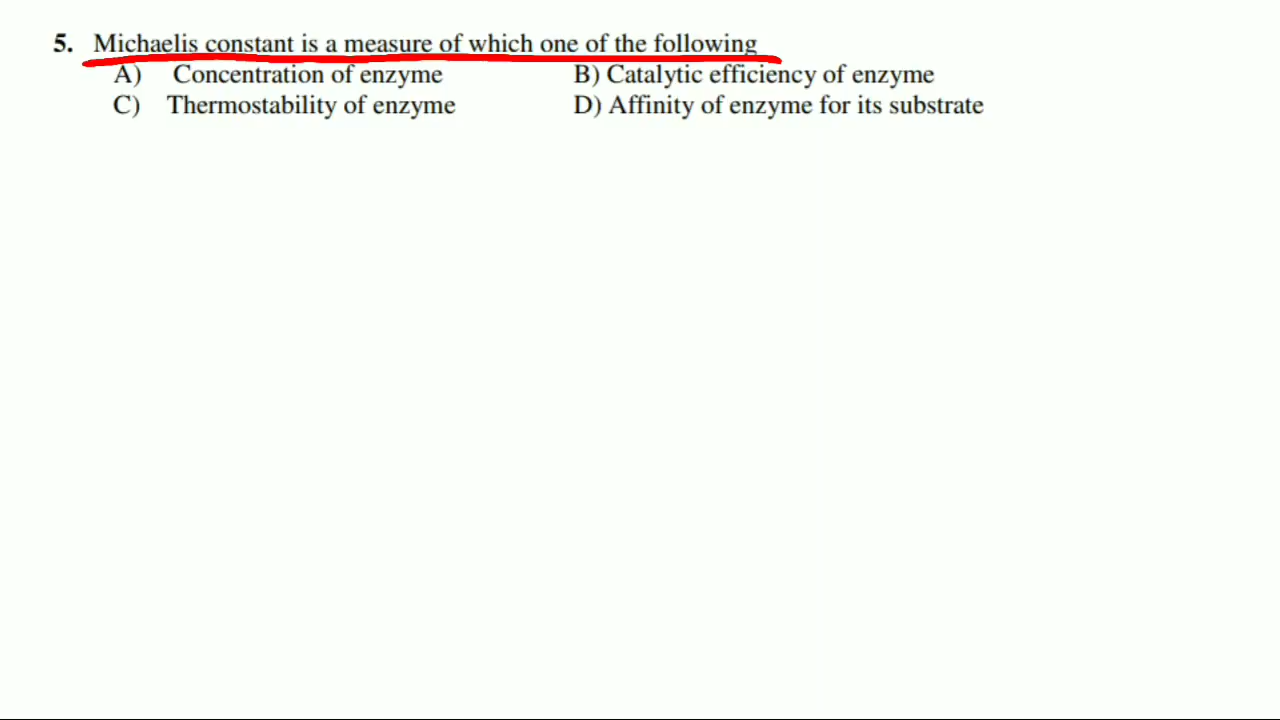 5. Michaelis constant is a measure of which one of the following
A) Concentration of enzyme B) Catalytic efficiency of enzyme
C) Thermostability of enzyme D) Affinity of enzyme for its substrate